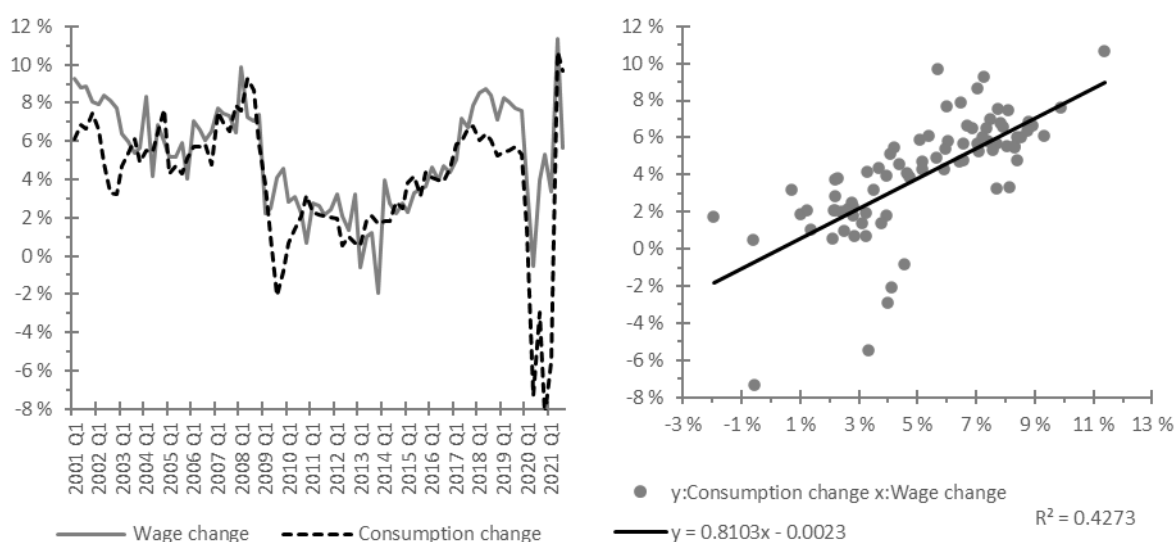 12 %
10 %
8 %
6 %
4 %
2 %
0 %
-2 %
-4 %
-6 %
-8 %
2001 Q1
2002 Q1
2003 Q1
2004 Q1
2005 Q1
2006 Q1
2007 Q1
2008 Q1
2009 Q1
2010 Q1
2011 Q1
2012 Q1
2013 Q1
2014 Q1
2015 Q1
2016 Q1
2017 Q1
2018 Q1
2019 Q1
2020 Q1
2021 Q1
Wage change
Consumption change
12 %
10 %
8 %
6 %
4 %
2 %
0 %
-2 %
-4 %
-6 %
-8 %
-3 %
-1 %
1 %
3 %
5 %
7 %
9 %
11 %
13 %
y:Consumption change x:Wage change
y = 0.8103x - 0.0023
R² = 0.4273